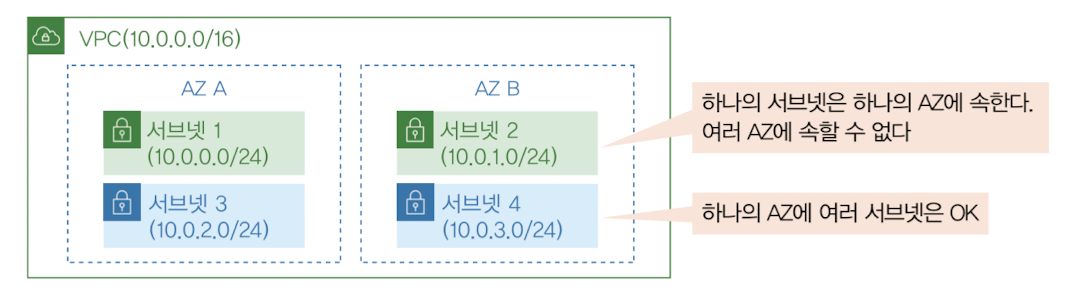 VPC(10.0.0.0/16)
AZ A
서브넷 1
(10.0.0.0/24)
서브넷 3
(10.0.2.0/24)
AZ B
서브넷 2
(10.0.1.0/24)
서브넷 4
(10.0.3.0/24)
하나의 서브넷은 하나의 AZ에 속한다.
여러 AZ에 속할 수 없다
하나의 AZ에 여러 서브넷은 OK